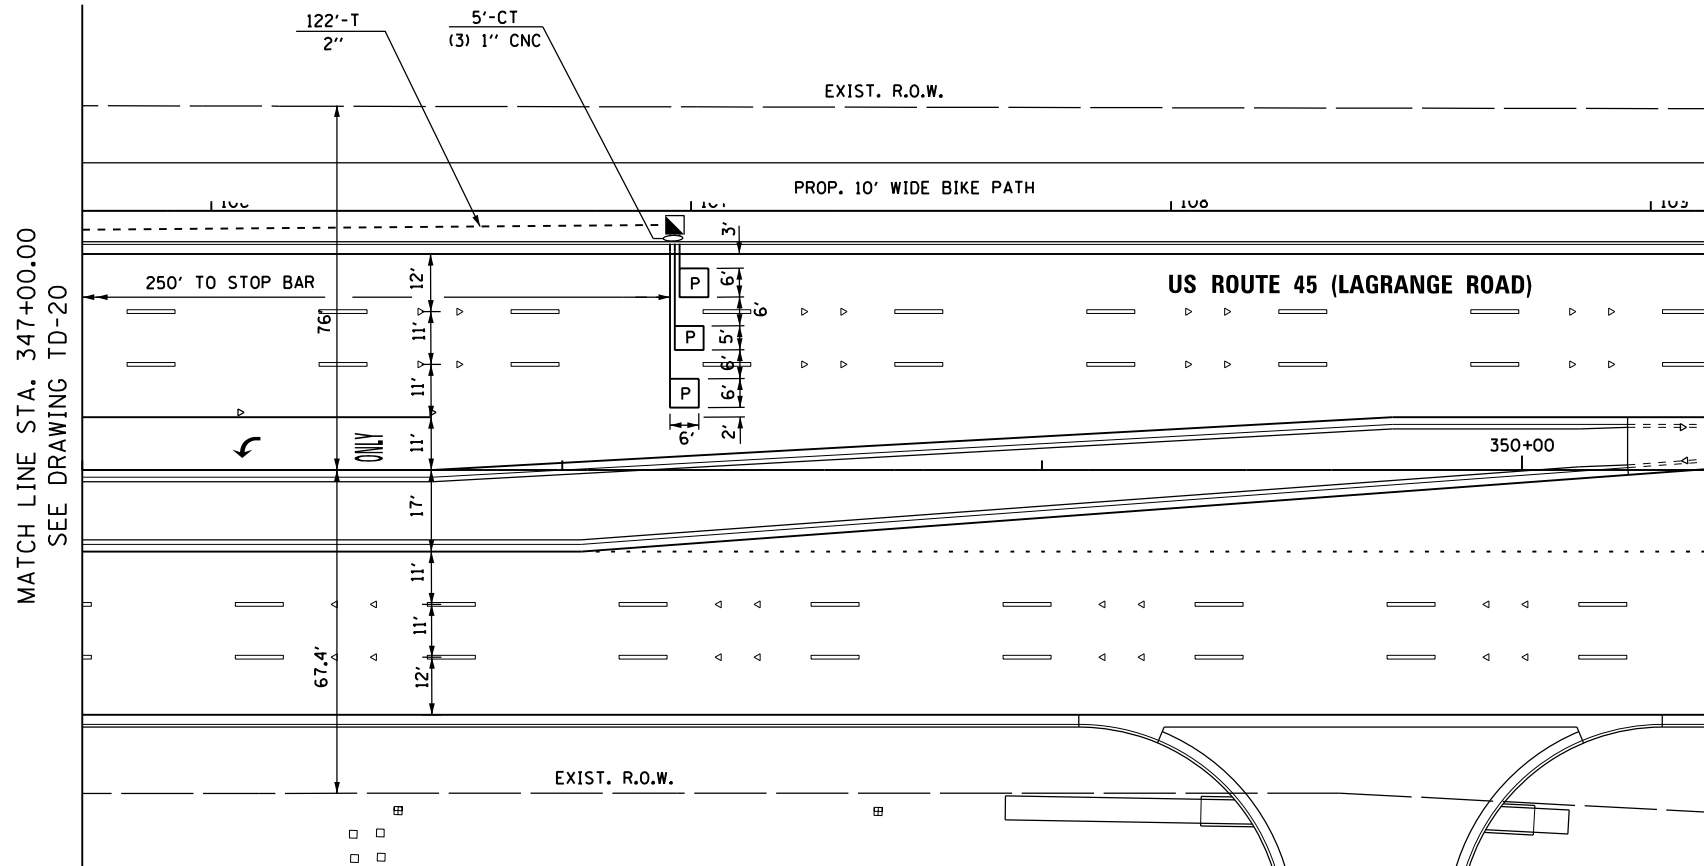 122'-T
2''
5'-CT
(3) 1'' CNC
EXIST. R.O.W.
PROP. 10' WIDE BIKE PATH
108
109
3'
250' TO STOP BAR
12'
P
6'
US ROUTE 45 (LAGRANGE ROAD)
76'
11'
6'
P
5'
11'
6'
P
6'
6'
2'
MATCH LINE STA. 347+00.00
SEE DRAWING TD-20
ONLY
11'
350+00
17'
11'
11'
67.4'
12'
EXIST. R.O.W.